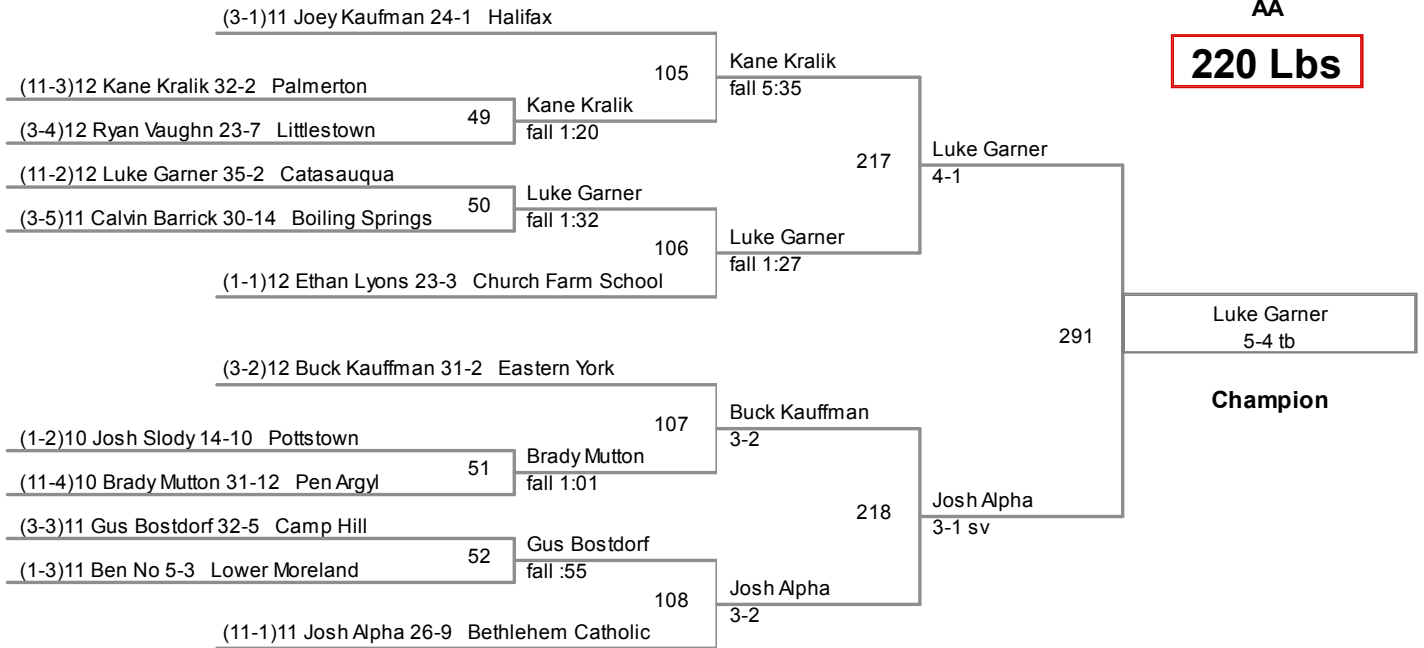 (3-1)11 Joey Kaufman 24-1 Halifax
AA
220 Lbs
105
Kane Kralik
fall 5:35
(11-3)12 Kane Kralik 32-2 Palmerton
49
Kane Kralik
fall 1:20
(3-4)12 Ryan Vaughn 23-7 Littlestown
217
Luke Garner
4-1
(11-2)12 Luke Garner 35-2 Catasauqua
50
Luke Garner
fall 1:32
(3-5)11 Calvin Barrick 30-14 Boiling Springs
106
Luke Garner
fall 1:27
(1-1)12 Ethan Lyons 23-3 Church Farm School
291
Luke Garner
5-4 tb
Champion
(3-2)12 Buck Kauffman 31-2 Eastern York
107
Buck Kauffman
3-2
(1-2)10 Josh Slody 14-10 Pottstown
51
Brady Mutton
fall 1:01
(11-4)10 Brady Mutton 31-12 Pen Argyl
218
Josh Alpha
3-1 sv
(3-3)11 Gus Bostdorf 32-5 Camp Hill
52
Gus Bostdorf
fall :55
(1-3)11 Ben No 5-3 Lower Moreland
108
Josh Alpha
3-2
(11-1)11 Josh Alpha 26-9 Bethlehem Catholic